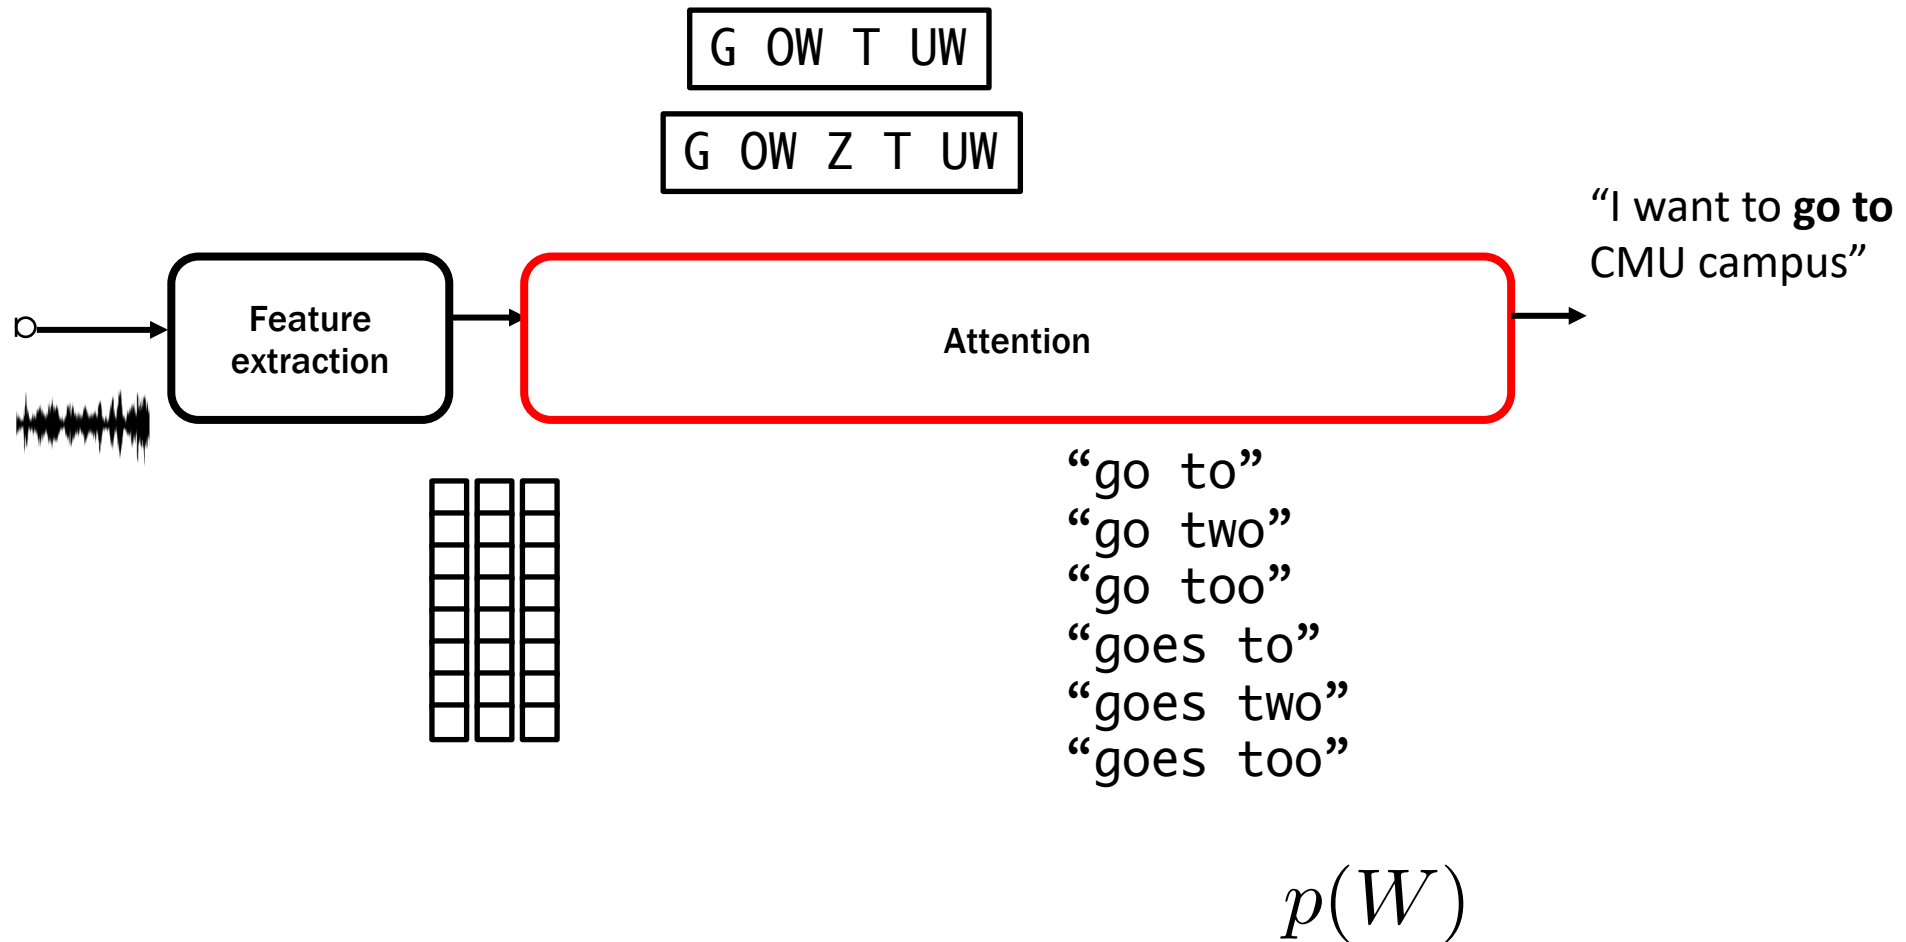 G OW T UW
G OW Z T UW
“I want to go to
CMU campus”
Feature
extraction
Attention
“go to”
“go two”
“go too”
“goes to”
“goes two”
“goes too”
p(W)